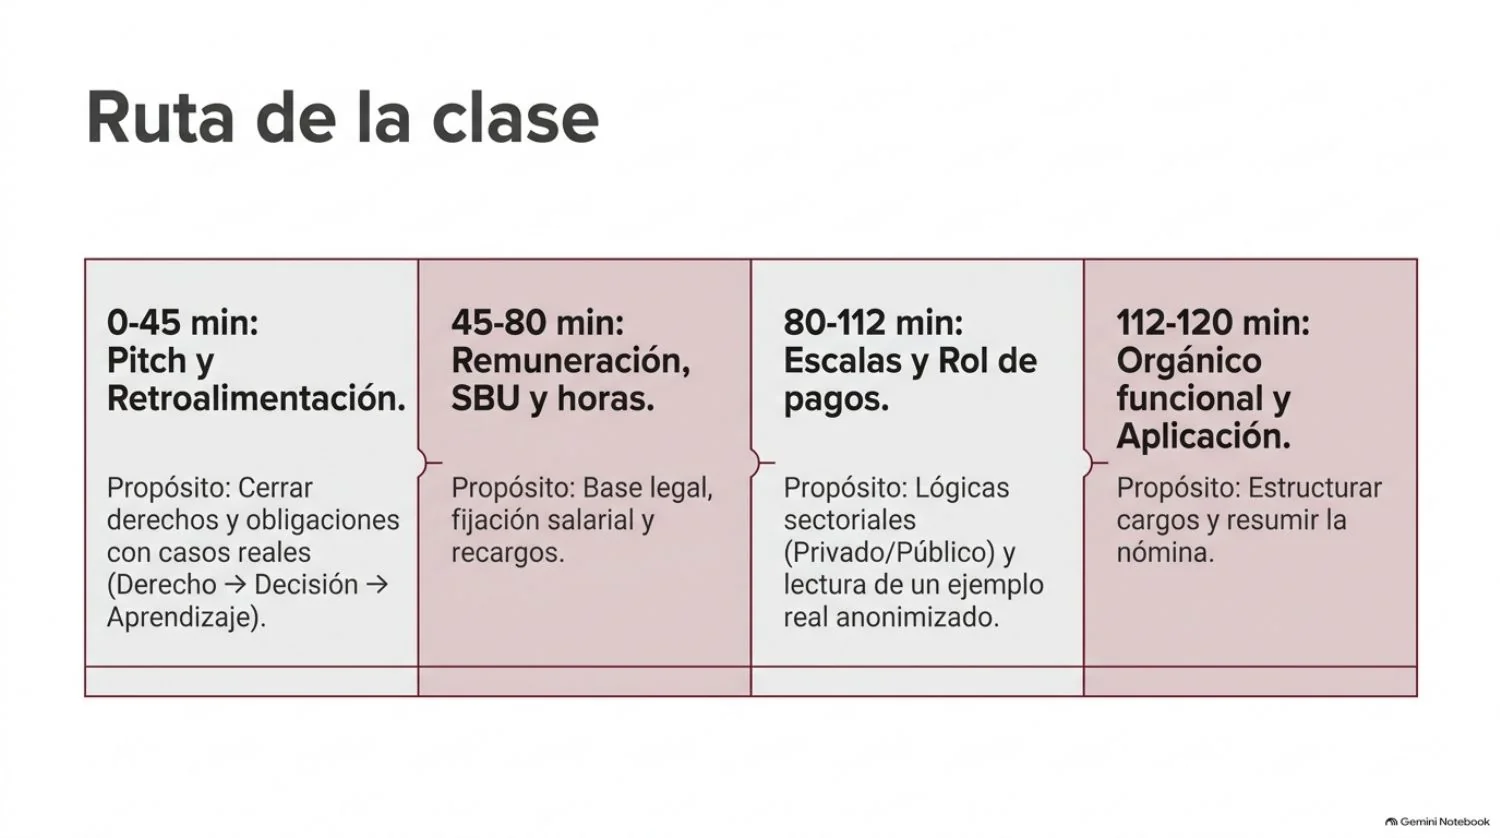 Ruta de la clase
0-45 min:
Pitch y
Retroalimentación.
Propósito: Cerrar
derechos y obligaciones
con casos reales
(Derecho → Decisión →
Aprendizaje).
45-80 min:
Remuneración,
SBU y horas.
Propósito: Base legal,
fijación salarial y
recargos.
80-112 min:
Escalas y Rol de
pagos.
Propósito: Lógicas
sectoriales
(Privado/Público) y
lectura de un ejemplo
real anonimizado.
112-120 min:
Orgánico
funcional y
Aplicación.
Propósito: Estructurar
cargos y resumir la
nómina.
Gemini Notebook